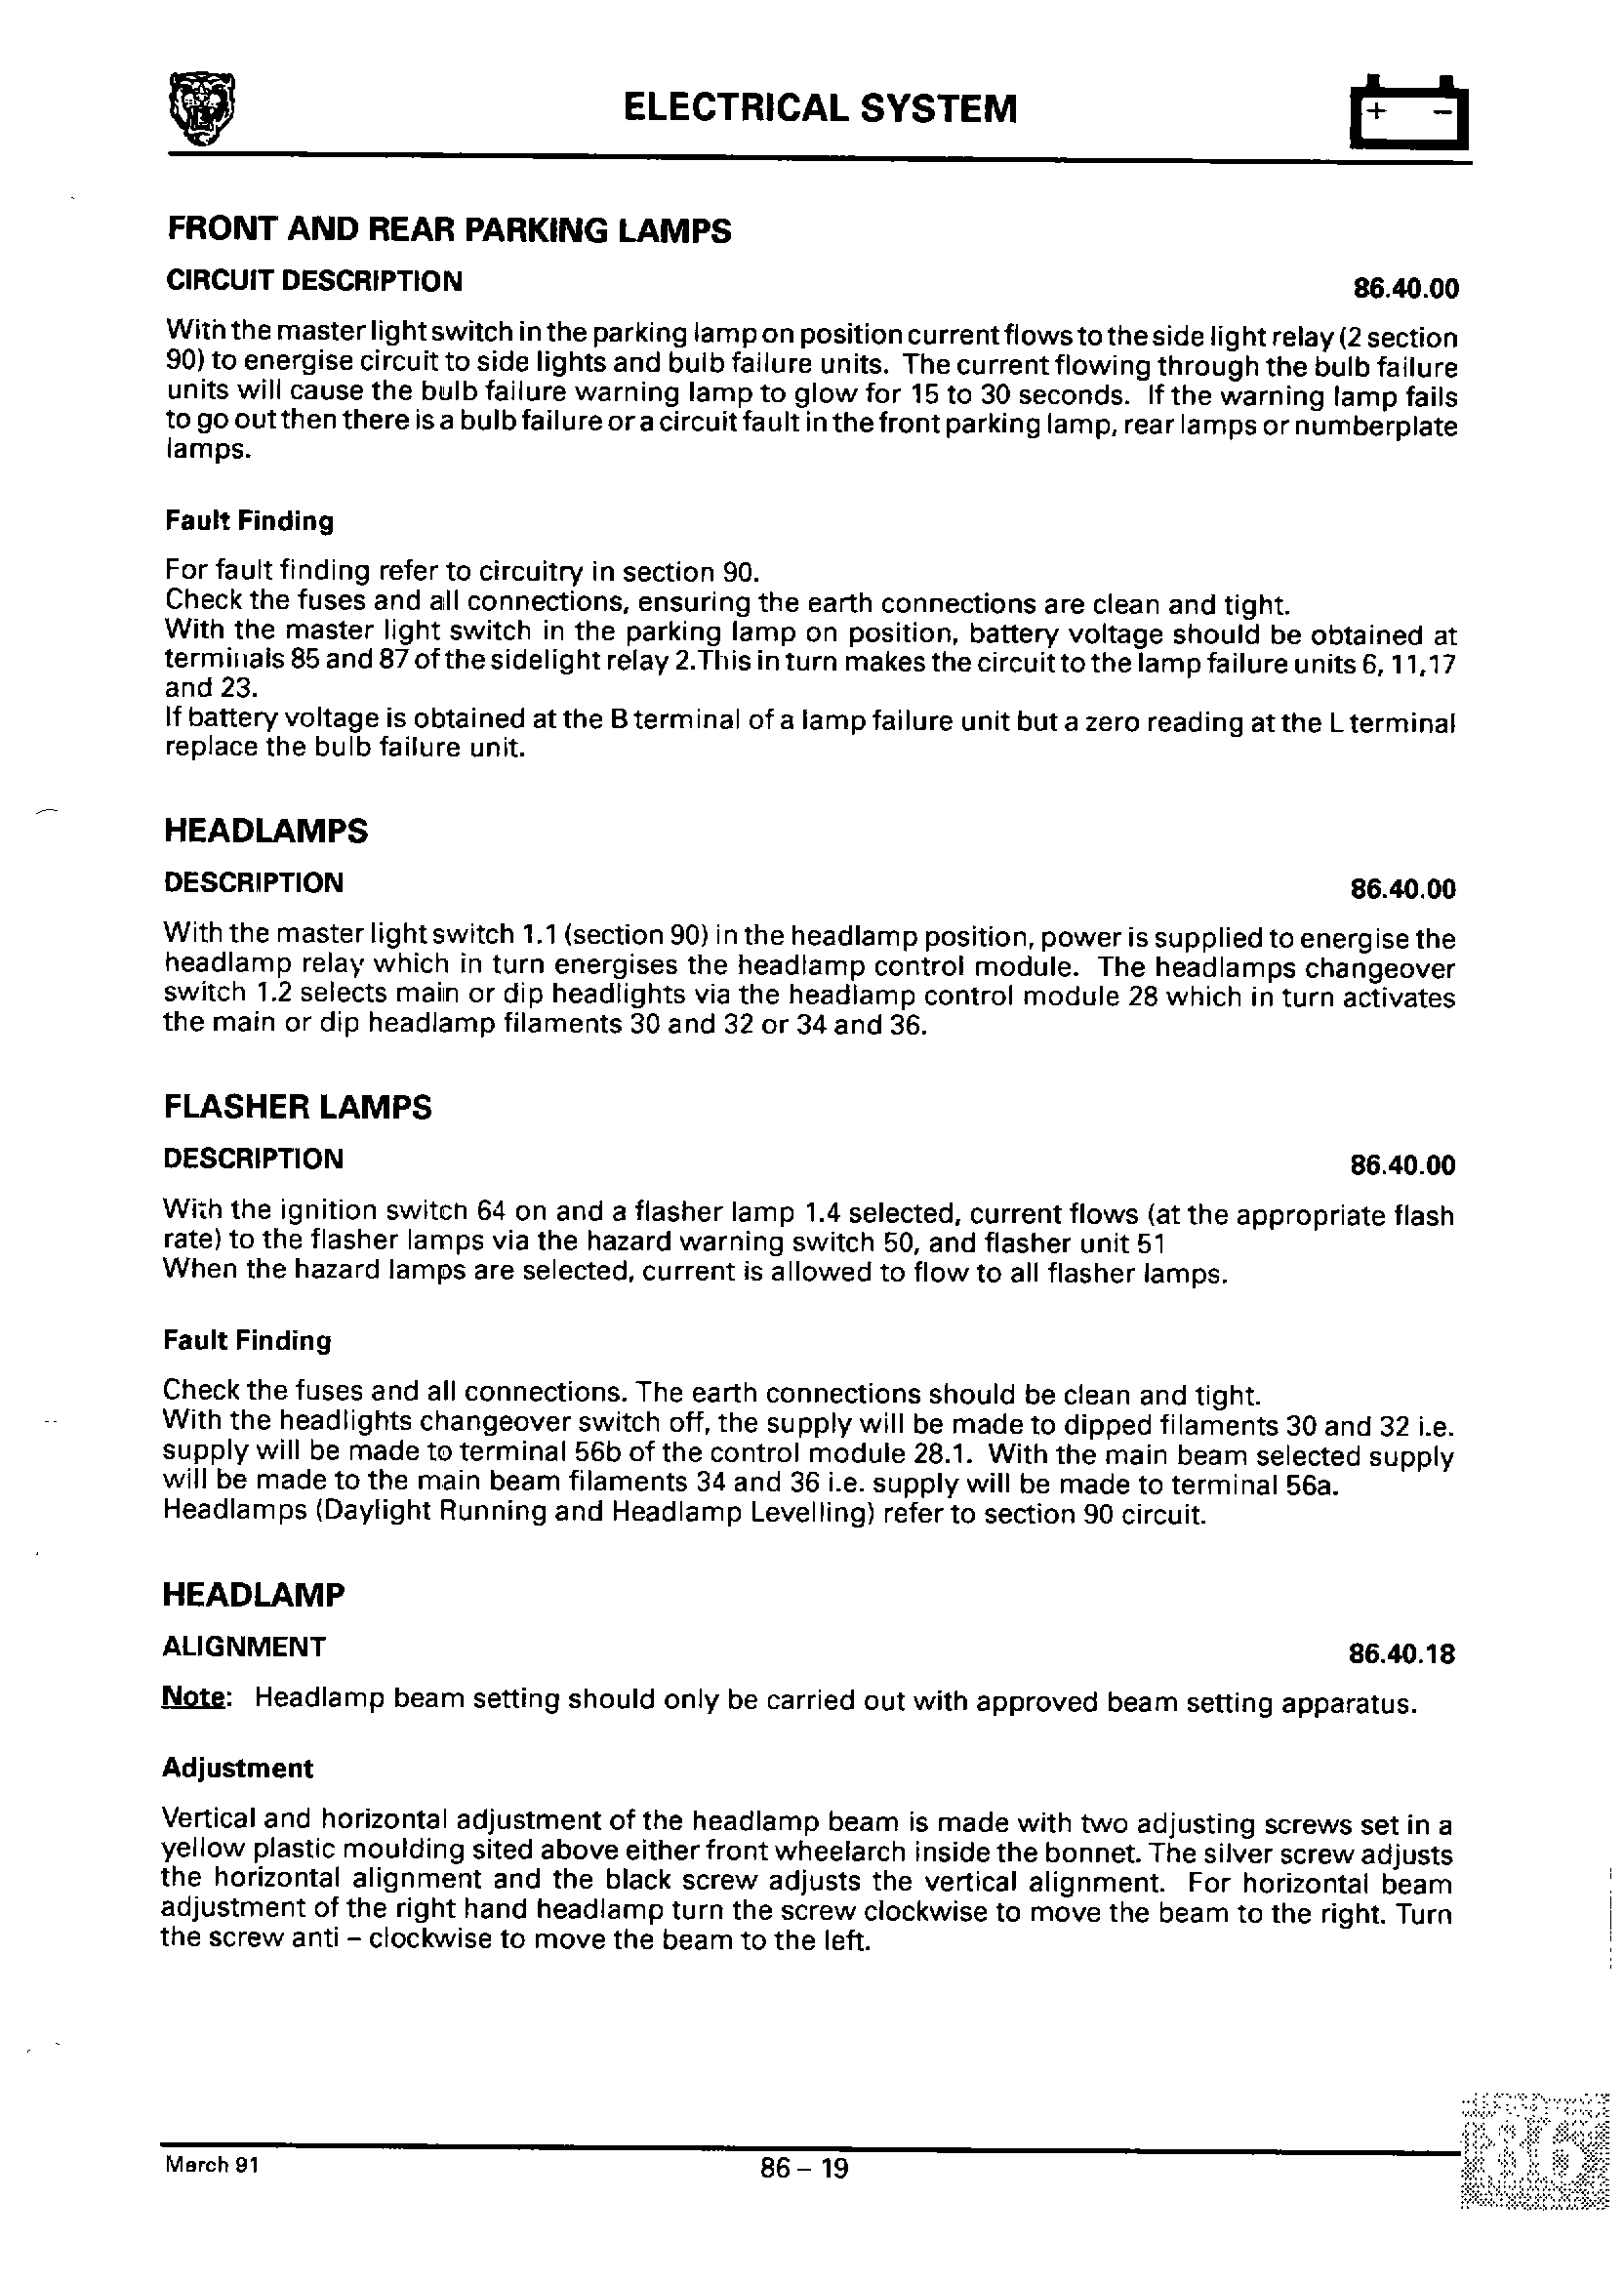 ELECTRICAL SYSTEM
+ −
FRONT AND REAR PARKING LAMPS
CIRCUIT DESCRIPTION 86.40.00
With the master light switch in the parking lamp on position current flows to the side light relay (2 section
90) to energise circuit to side lights and bulb failure units. The current flowing through the bulb failure
units will cause the bulb failure warning lamp to glow for 15 to 30 seconds. If the warning lamp fails
to go out then there is a bulb failure or a circuit fault in the front parking lamp, rear lamps or numberplate
lamps.
Fault Finding
For fault finding refer to circuitry in section 90.
Check the fuses and all connections, ensuring the earth connections are clean and tight.
With the master light switch in the parking lamp on position, battery voltage should be obtained at
terminals 85 and 87 of the sidelight relay 2.This in turn makes the circuit to the lamp failure units 6, 11,17
and 23.
If battery voltage is obtained at the B terminal of a lamp failure unit but a zero reading at the L terminal
replace the bulb failure unit.
HEADLAMPS
DESCRIPTION 86.40.00
With the master light switch 1.1 (section 90) in the headlamp position, power is supplied to energise the
headlamp relay which in turn energises the headlamp control module. The headlamps changeover
switch 1.2 selects main or dip headlights via the headlamp control module 28 which in turn activates
the main or dip headlamp filaments 30 and 32 or 34 and 36.
FLASHER LAMPS
DESCRIPTION 86.40.00
With the ignition switch 64 on and a flasher lamp 1.4 selected, current flows (at the appropriate flash
rate) to the flasher lamps via the hazard warning switch 50, and flasher unit 51
When the hazard lamps are selected, current is allowed to flow to all flasher lamps.
Fault Finding
Check the fuses and all connections. The earth connections should be clean and tight.
With the headlights changeover switch off, the supply will be made to dipped filaments 30 and 32 i.e.
supply will be made to terminal 56b of the control module 28.1. With the main beam selected supply
will be made to the main beam filaments 34 and 36 i.e. supply will be made to terminal 56a.
Headlamps (Daylight Running and Headlamp Levelling) refer to section 90 circuit.
HEADLAMP
ALIGNMENT 86.40.18
Note: Headlamp beam setting should only be carried out with approved beam setting apparatus.
Adjustment
Vertical and horizontal adjustment of the headlamp beam is made with two adjusting screws set in a
yellow plastic moulding sited above either front wheelarch inside the bonnet. The silver screw adjusts
the horizontal alignment and the black screw adjusts the vertical alignment. For horizontal beam
adjustment of the right hand headlamp turn the screw clockwise to move the beam to the right. Turn
the screw anti – clockwise to move the beam to the left.
March 91 86 – 19
86